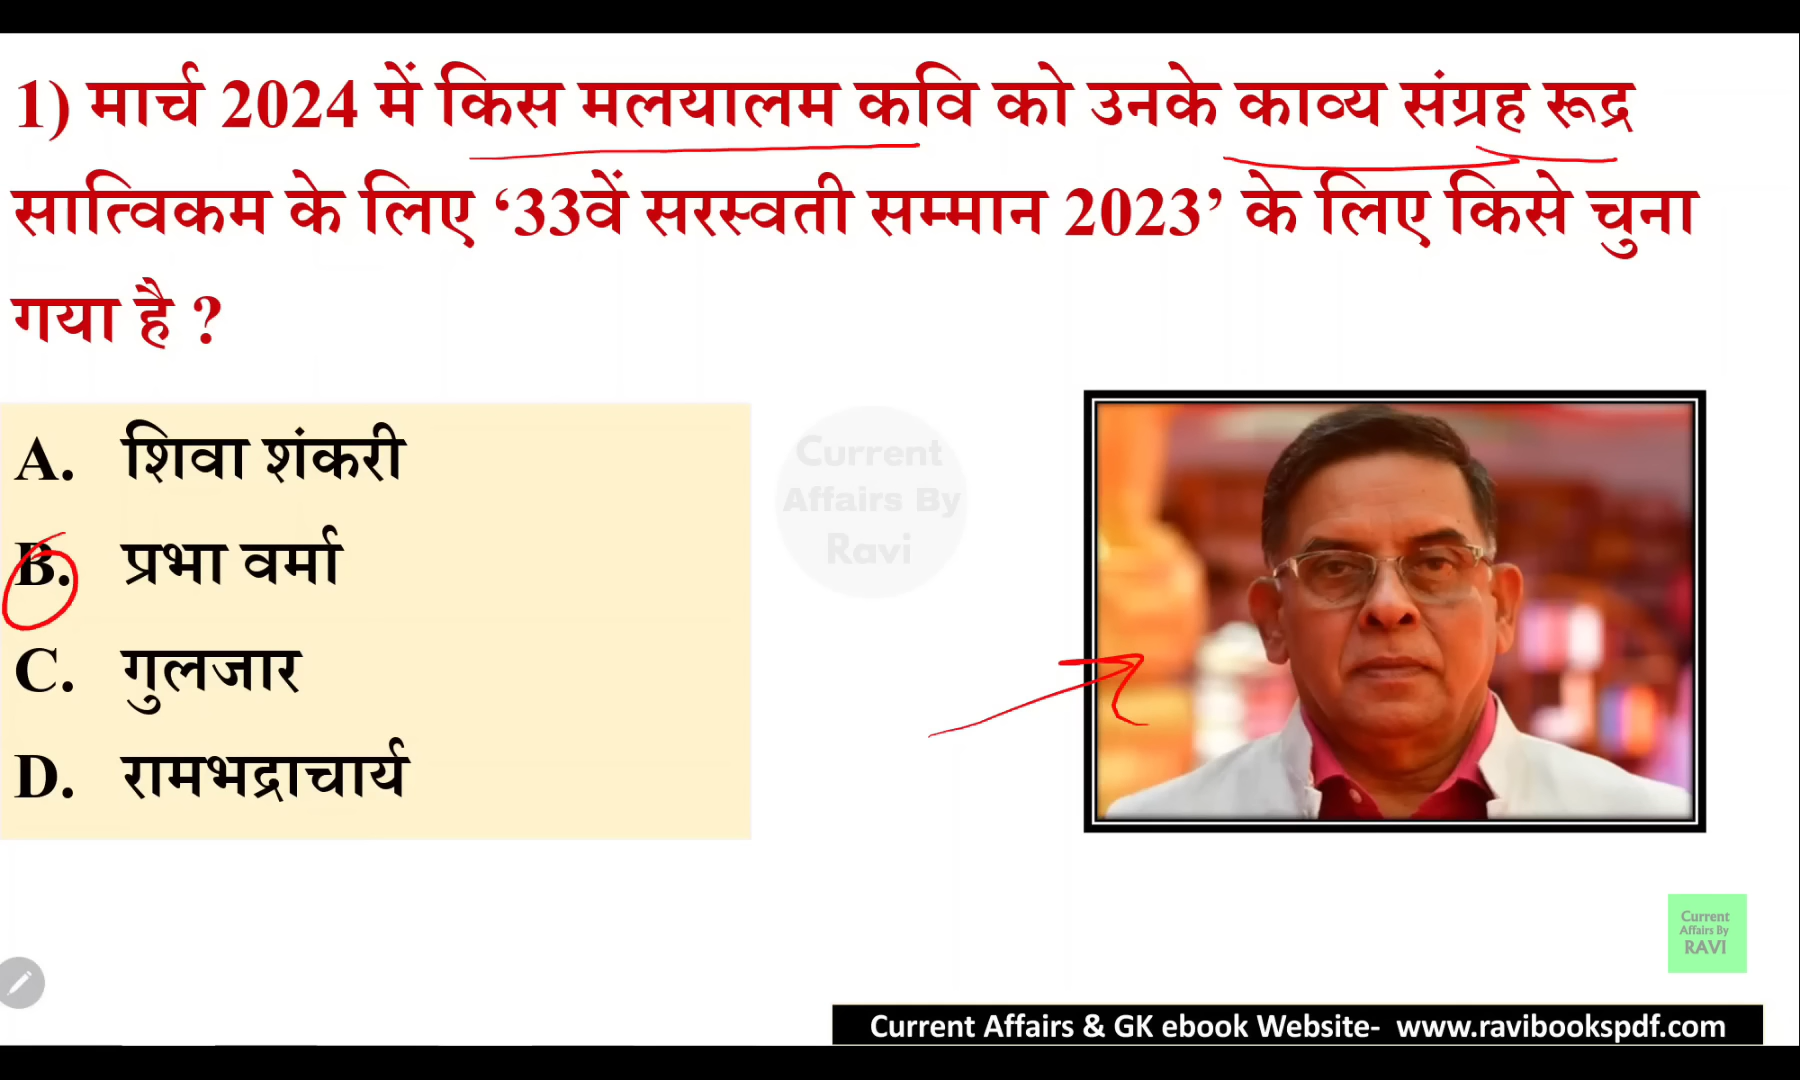 1) मार्च 2024 में किस मलयालम कवि को उनके काव्य संग्रह रूद्र
सात्विकम के लिए ‘33वें सरस्वती सम्मान 2023’ के लिए किसे चुना
गया है ?
A. शिवा शंकरी
B. प्रभा वर्मा
C. गुलजार
D. रामभद्राचार्य
Current
Affairs By
Ravi
Current
Affairs By
RAVI
Current Affairs & GK ebook Website- www.ravibookspdf.com